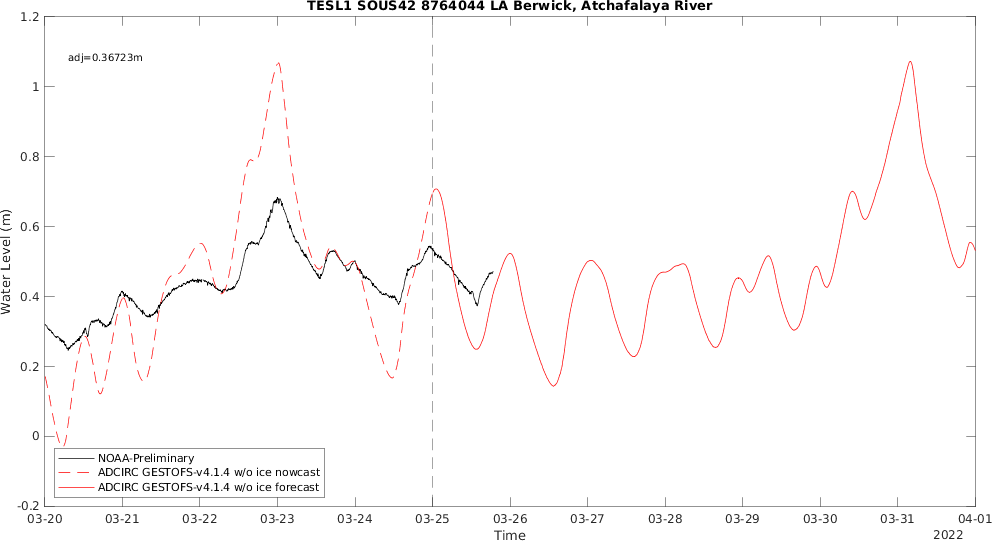 TESL1 SOUS42 8764044 LA Berwick, Atchafalaya River
adj=0.36723m
1.2
1
0.8
0.6
0.4
0.2
0
-0.2
Water Level (m)
NOAA-Preliminary
ADCIRC GESTOFS-v4.1.4 w/o ice nowcast
ADCIRC GESTOFS-v4.1.4 w/o ice forecast
03-20 03-21 03-22 03-23 03-24 03-25 03-26 03-27 03-28 03-29 03-30 03-31 04-01
Time
2022